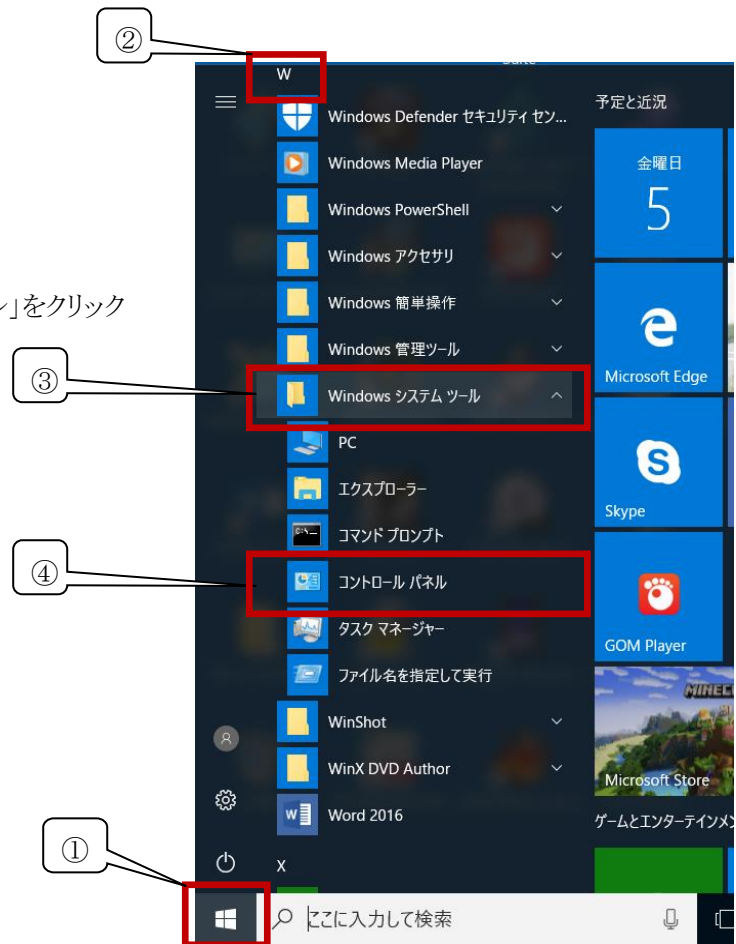 ②
W
Windows Defender セキュリティ セン...
Windows Media Player
Windows PowerShell
Windows アクセサリ
Windows 簡単操作
Windows 管理ツール
」をクリック
③
Windows システム ツール
PC
エクスプローラー
コマンド プロンプト
④
コントロール パネル
タスク マネージャー
ファイル名を指定して実行
WinShot
WinX DVD Author
Word 2016
X
①
ここに入力して検索
予定と近況
金曜日
5
Microsoft Edge
Skype
GOM Player
Microsoft Store
ゲームとエンターテインメン